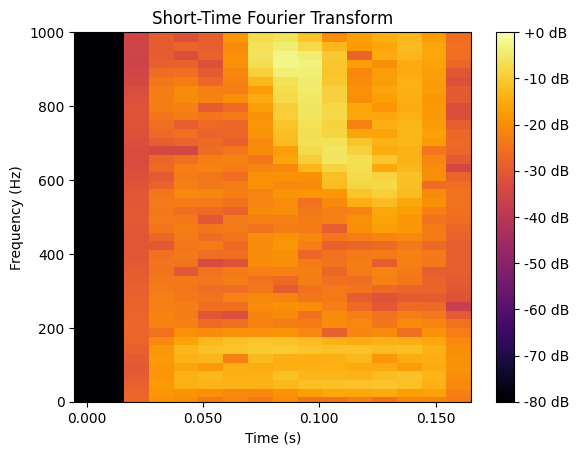 Short-Time Fourier Transform
Frequency (Hz)
1000
800
600
400
200
0
0.000
0.050
0.100
0.150
Time (s)
+0 dB
-10 dB
-20 dB
-30 dB
-40 dB
-50 dB
-60 dB
-70 dB
-80 dB